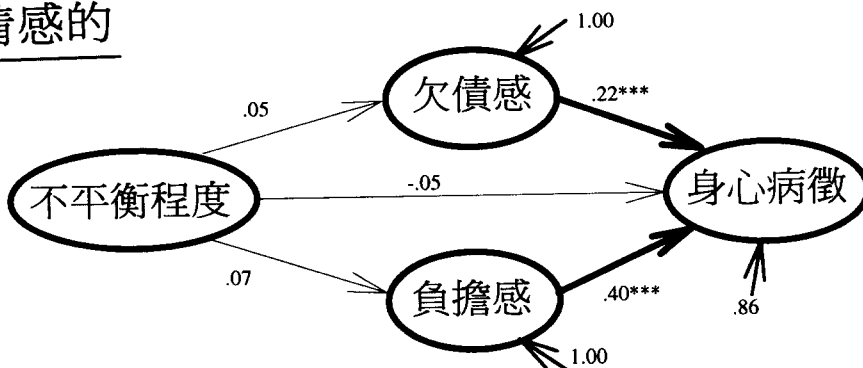 情感的
1.00
欠債感
.05
.22***
不平衡程度
-.05
身心病徵
.07
負擔感
.40***
.86
1.00